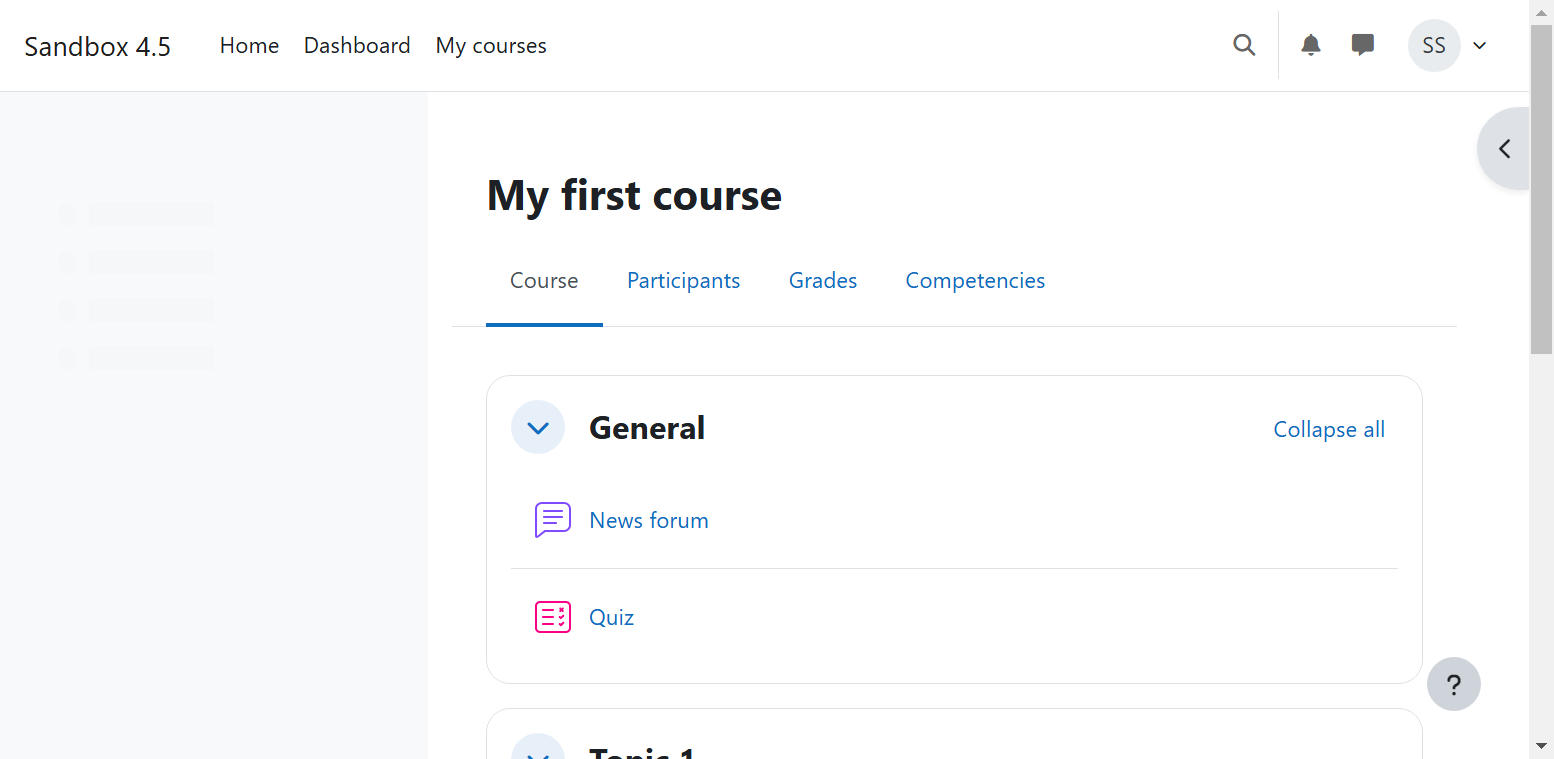 Sandbox 4.5 Home Dashboard My courses SS
My first course
Course Participants Grades Competencies
General Collapse all
News forum
Quiz
?
Topic 1